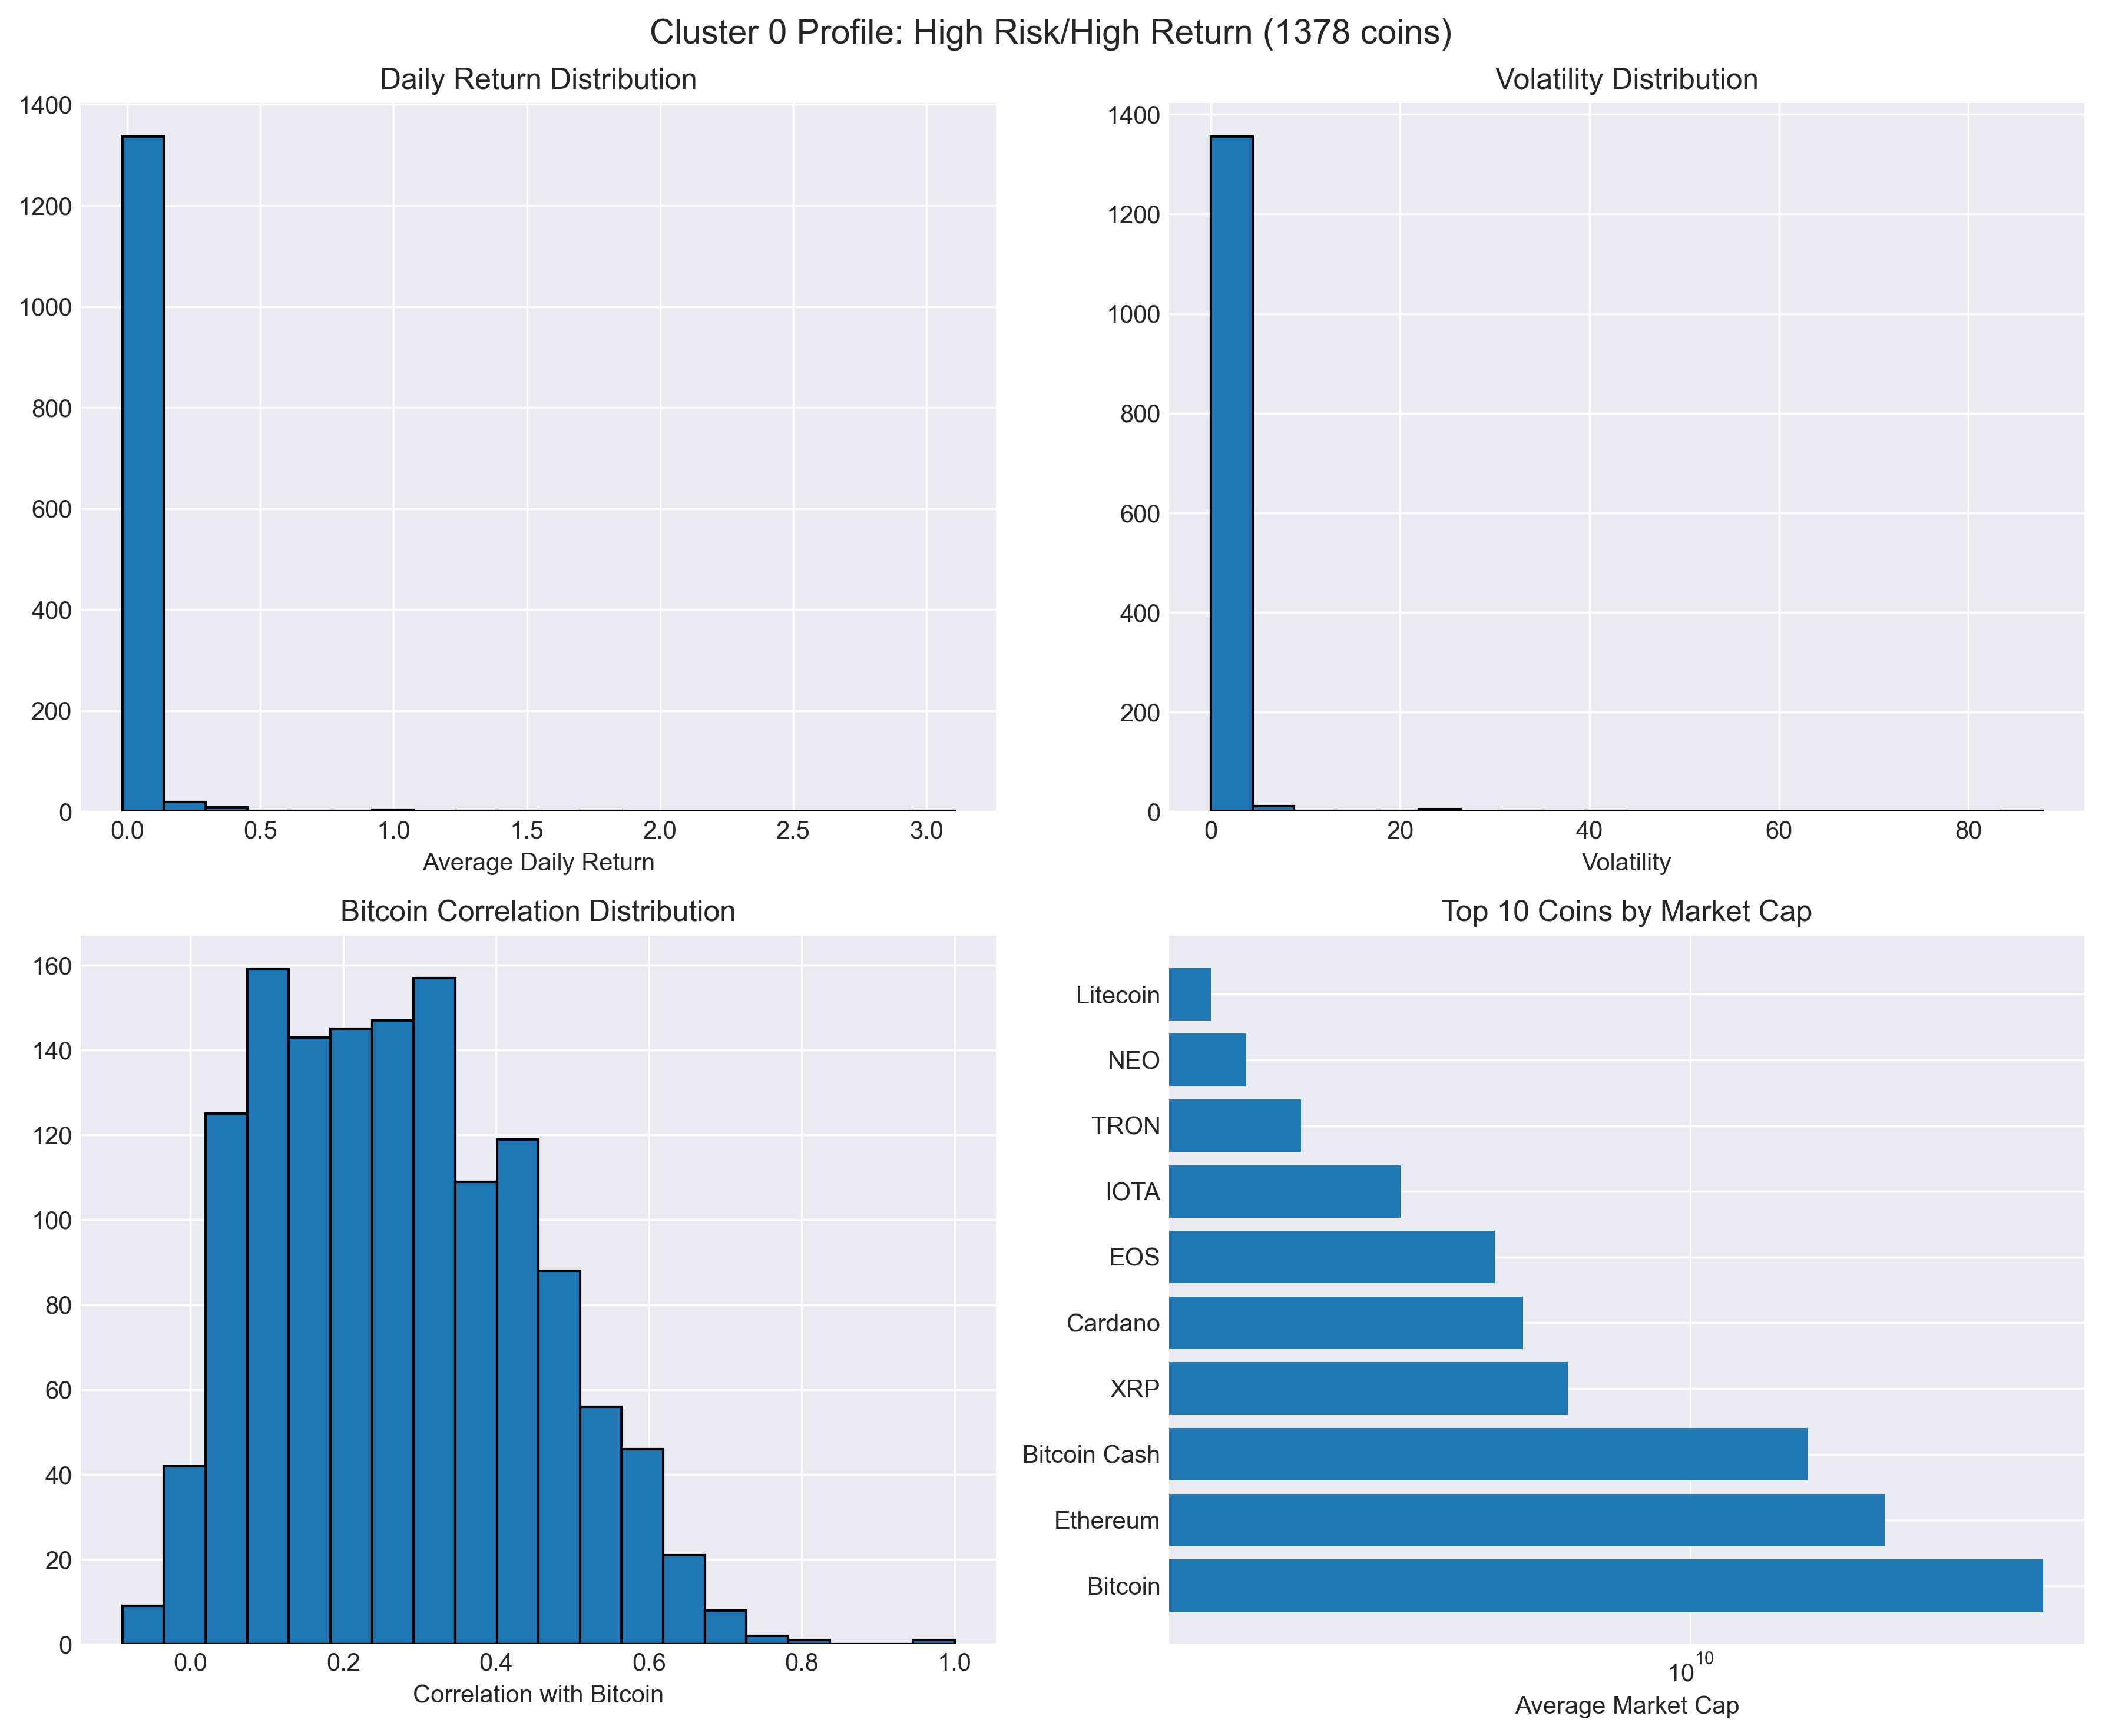 Cluster 0 Profile: High Risk/High Return (1378 coins)
Daily Return Distribution
1400
1200
1000
800
600
400
200
0
0.0 0.5 1.0 1.5 2.0 2.5 3.0
Average Daily Return
Volatility Distribution
1400
1200
1000
800
600
400
200
0
0 20 40 60 80
Volatility
Bitcoin Correlation Distribution
160
140
120
100
80
60
40
20
0
0.0 0.2 0.4 0.6 0.8 1.0
Correlation with Bitcoin
Top 10 Coins by Market Cap
Litecoin
NEO
TRON
IOTA
EOS
Cardano
XRP
Bitcoin Cash
Ethereum
Bitcoin
10^10
Average Market Cap